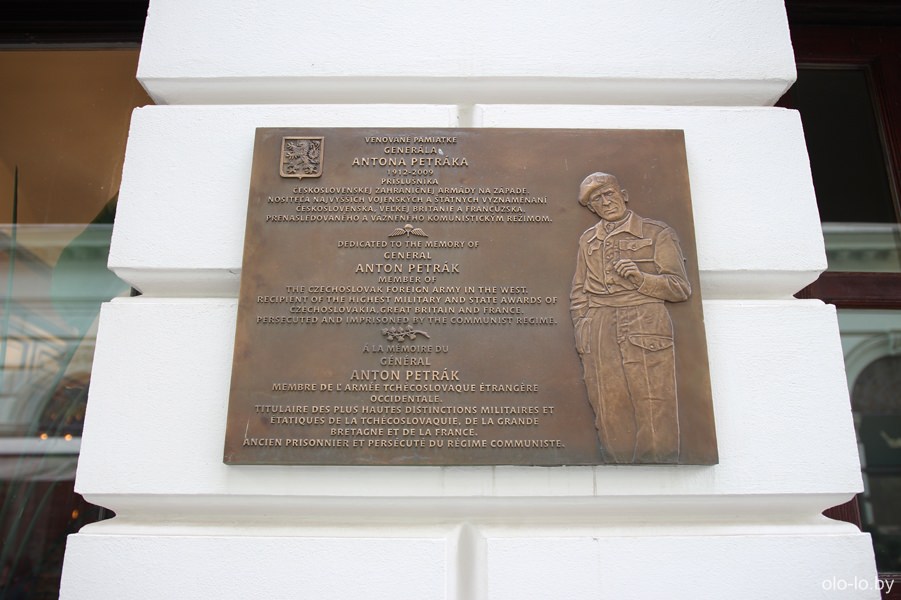 VENOVANÉ PAMIATKE
GENERÁLA
ANTONA PETRÁKA
1912-2009
PRÍSLUŠNÍKA
ČESKOSLOVENSKEJ ZAHRANIČNEJ ARMÁDY NA ZÁPADE.
NOSITEĽA NAJVYŠŠÍCH VOJENSKÝCH A ŠTÁTNYCH VYZNAMENANÍ
ČESKOSLOVENSKA, VEĽKEJ BRITÁNIE A FRANCÚZSKA.
PRENASLEDOVANÉHO A VÄZNENÉHO KOMUNISTICKÝM REŽIMOM.
DEDICATED TO THE MEMORY OF
GENERAL
ANTON PETRÁK
MEMBER OF
THE CZECHOSLOVAK FOREIGN ARMY IN THE WEST.
RECIPIENT OF THE HIGHEST MILITARY AND STATE AWARDS OF
CZECHOSLOVAKIA, GREAT BRITAIN AND FRANCE.
PERSECUTED AND IMPRISONED BY THE COMMUNIST REGIME.
Á LA MÉMOIRE DU
GÉNÉRAL
ANTON PETRÁK
MEMBRE DE L'ARMÉE TCHÉCOSLOVAQUE ÉTRANGÈRE
OCCIDENTALE.
TITULAIRE DES PLUS HAUTES DISTINCTIONS MILITAIRES ET
ÉTATIQUES DE LA TCHÉCOSLOVAQUIE, DE LA GRANDE
BRETAGNE ET DE LA FRANCE.
ANCIEN PRISONNIER ET PERSÉCUTÉ DU RÉGIME COMMUNISTE.
olo-lo.by